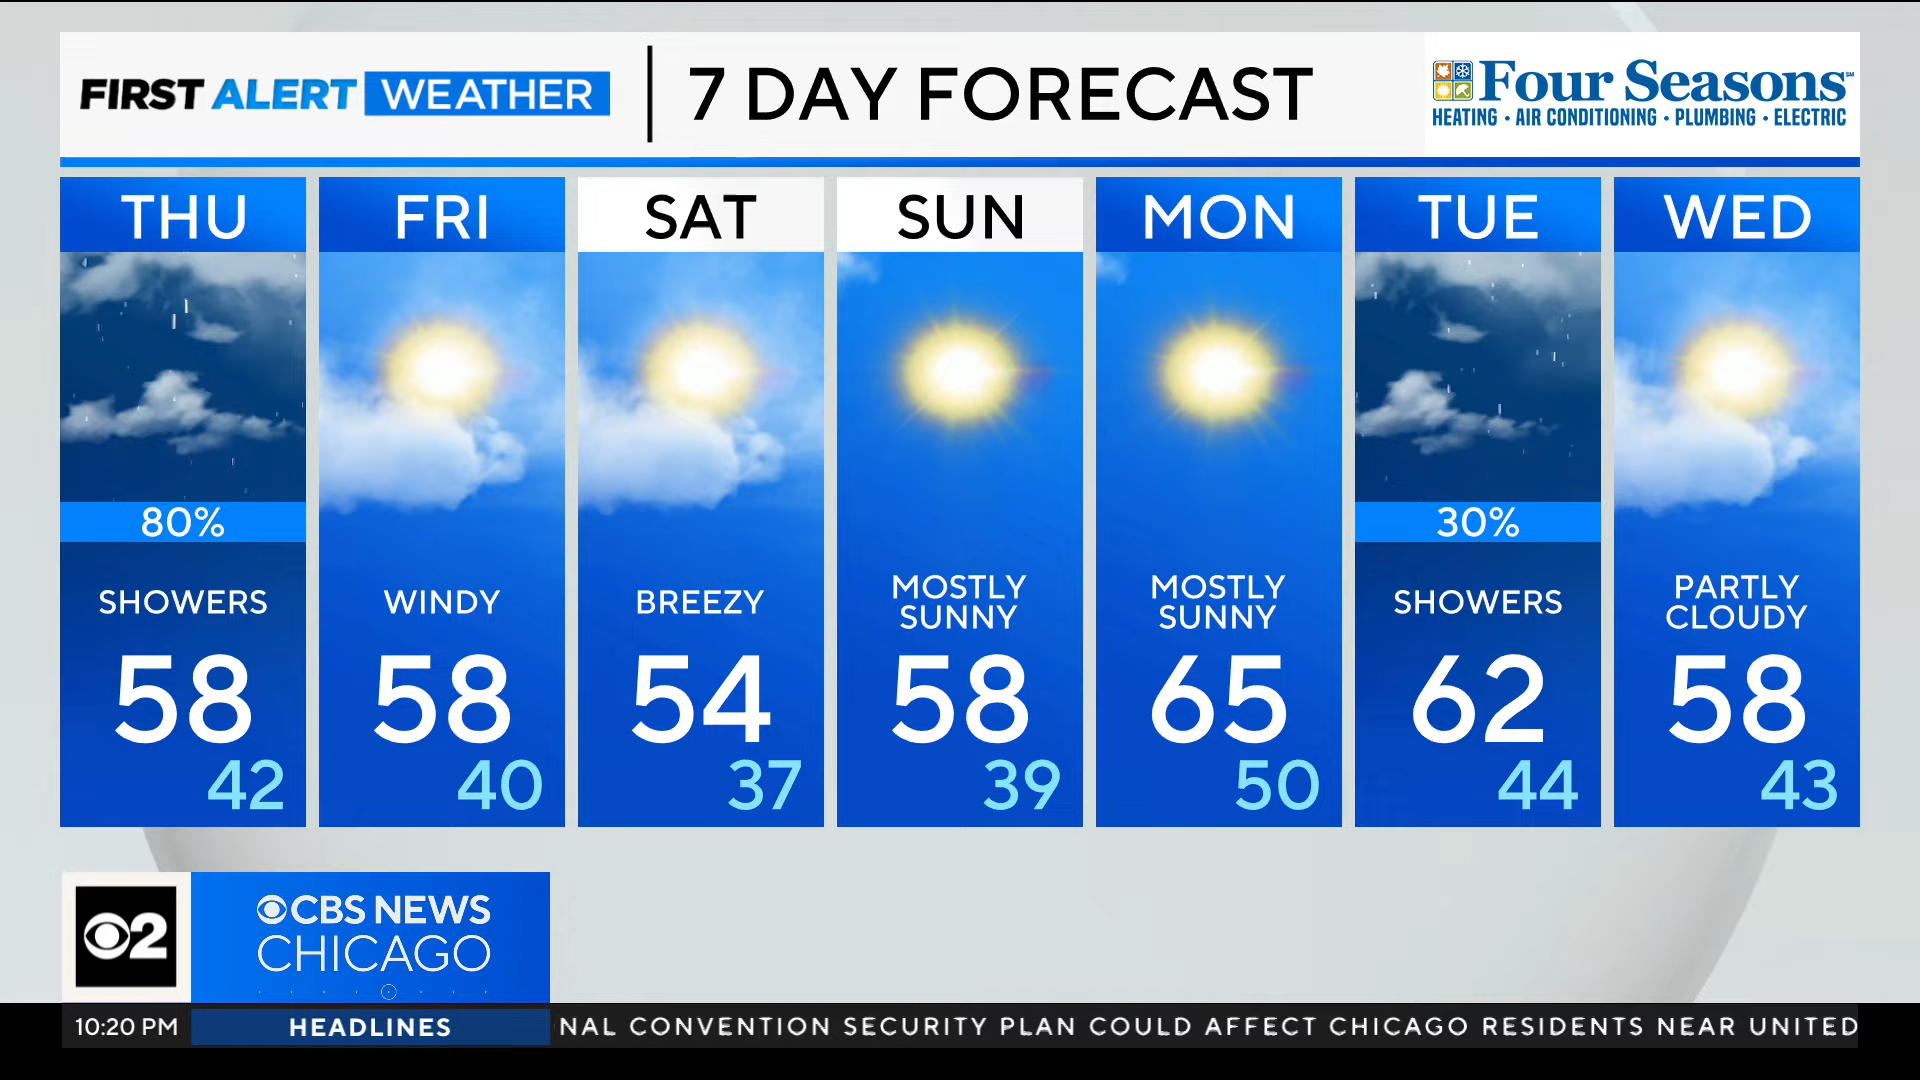 FIRST ALERT WEATHER
7 DAY FORECAST
Four Seasons℠
HEATING · AIR CONDITIONING · PLUMBING · ELECTRIC
THU
80%
SHOWERS
58
42
FRI
WINDY
58
40
SAT
BREEZY
54
37
SUN
MOSTLY
SUNNY
58
39
MON
MOSTLY
SUNNY
65
50
TUE
30%
SHOWERS
62
44
WED
PARTLY
CLOUDY
58
43
2
CBS NEWS
CHICAGO
10:20 PM
HEADLINES
NAL CONVENTION SECURITY PLAN COULD AFFECT CHICAGO RESIDENTS NEAR UNITED